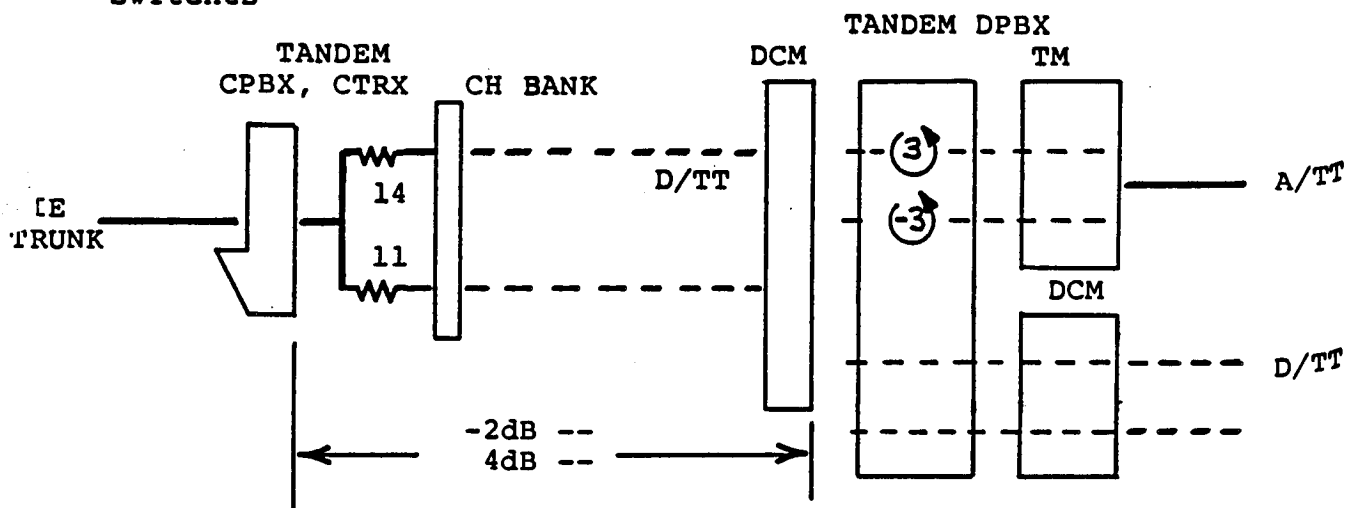 TANDEM DPBX
TANDEM
CPBX, CTRX
CH BANK
DCM
TM
3
14
D/TT
A/TT
IE
TRUNK
-3
11
DCM
D/TT
-2dB --
4dB --